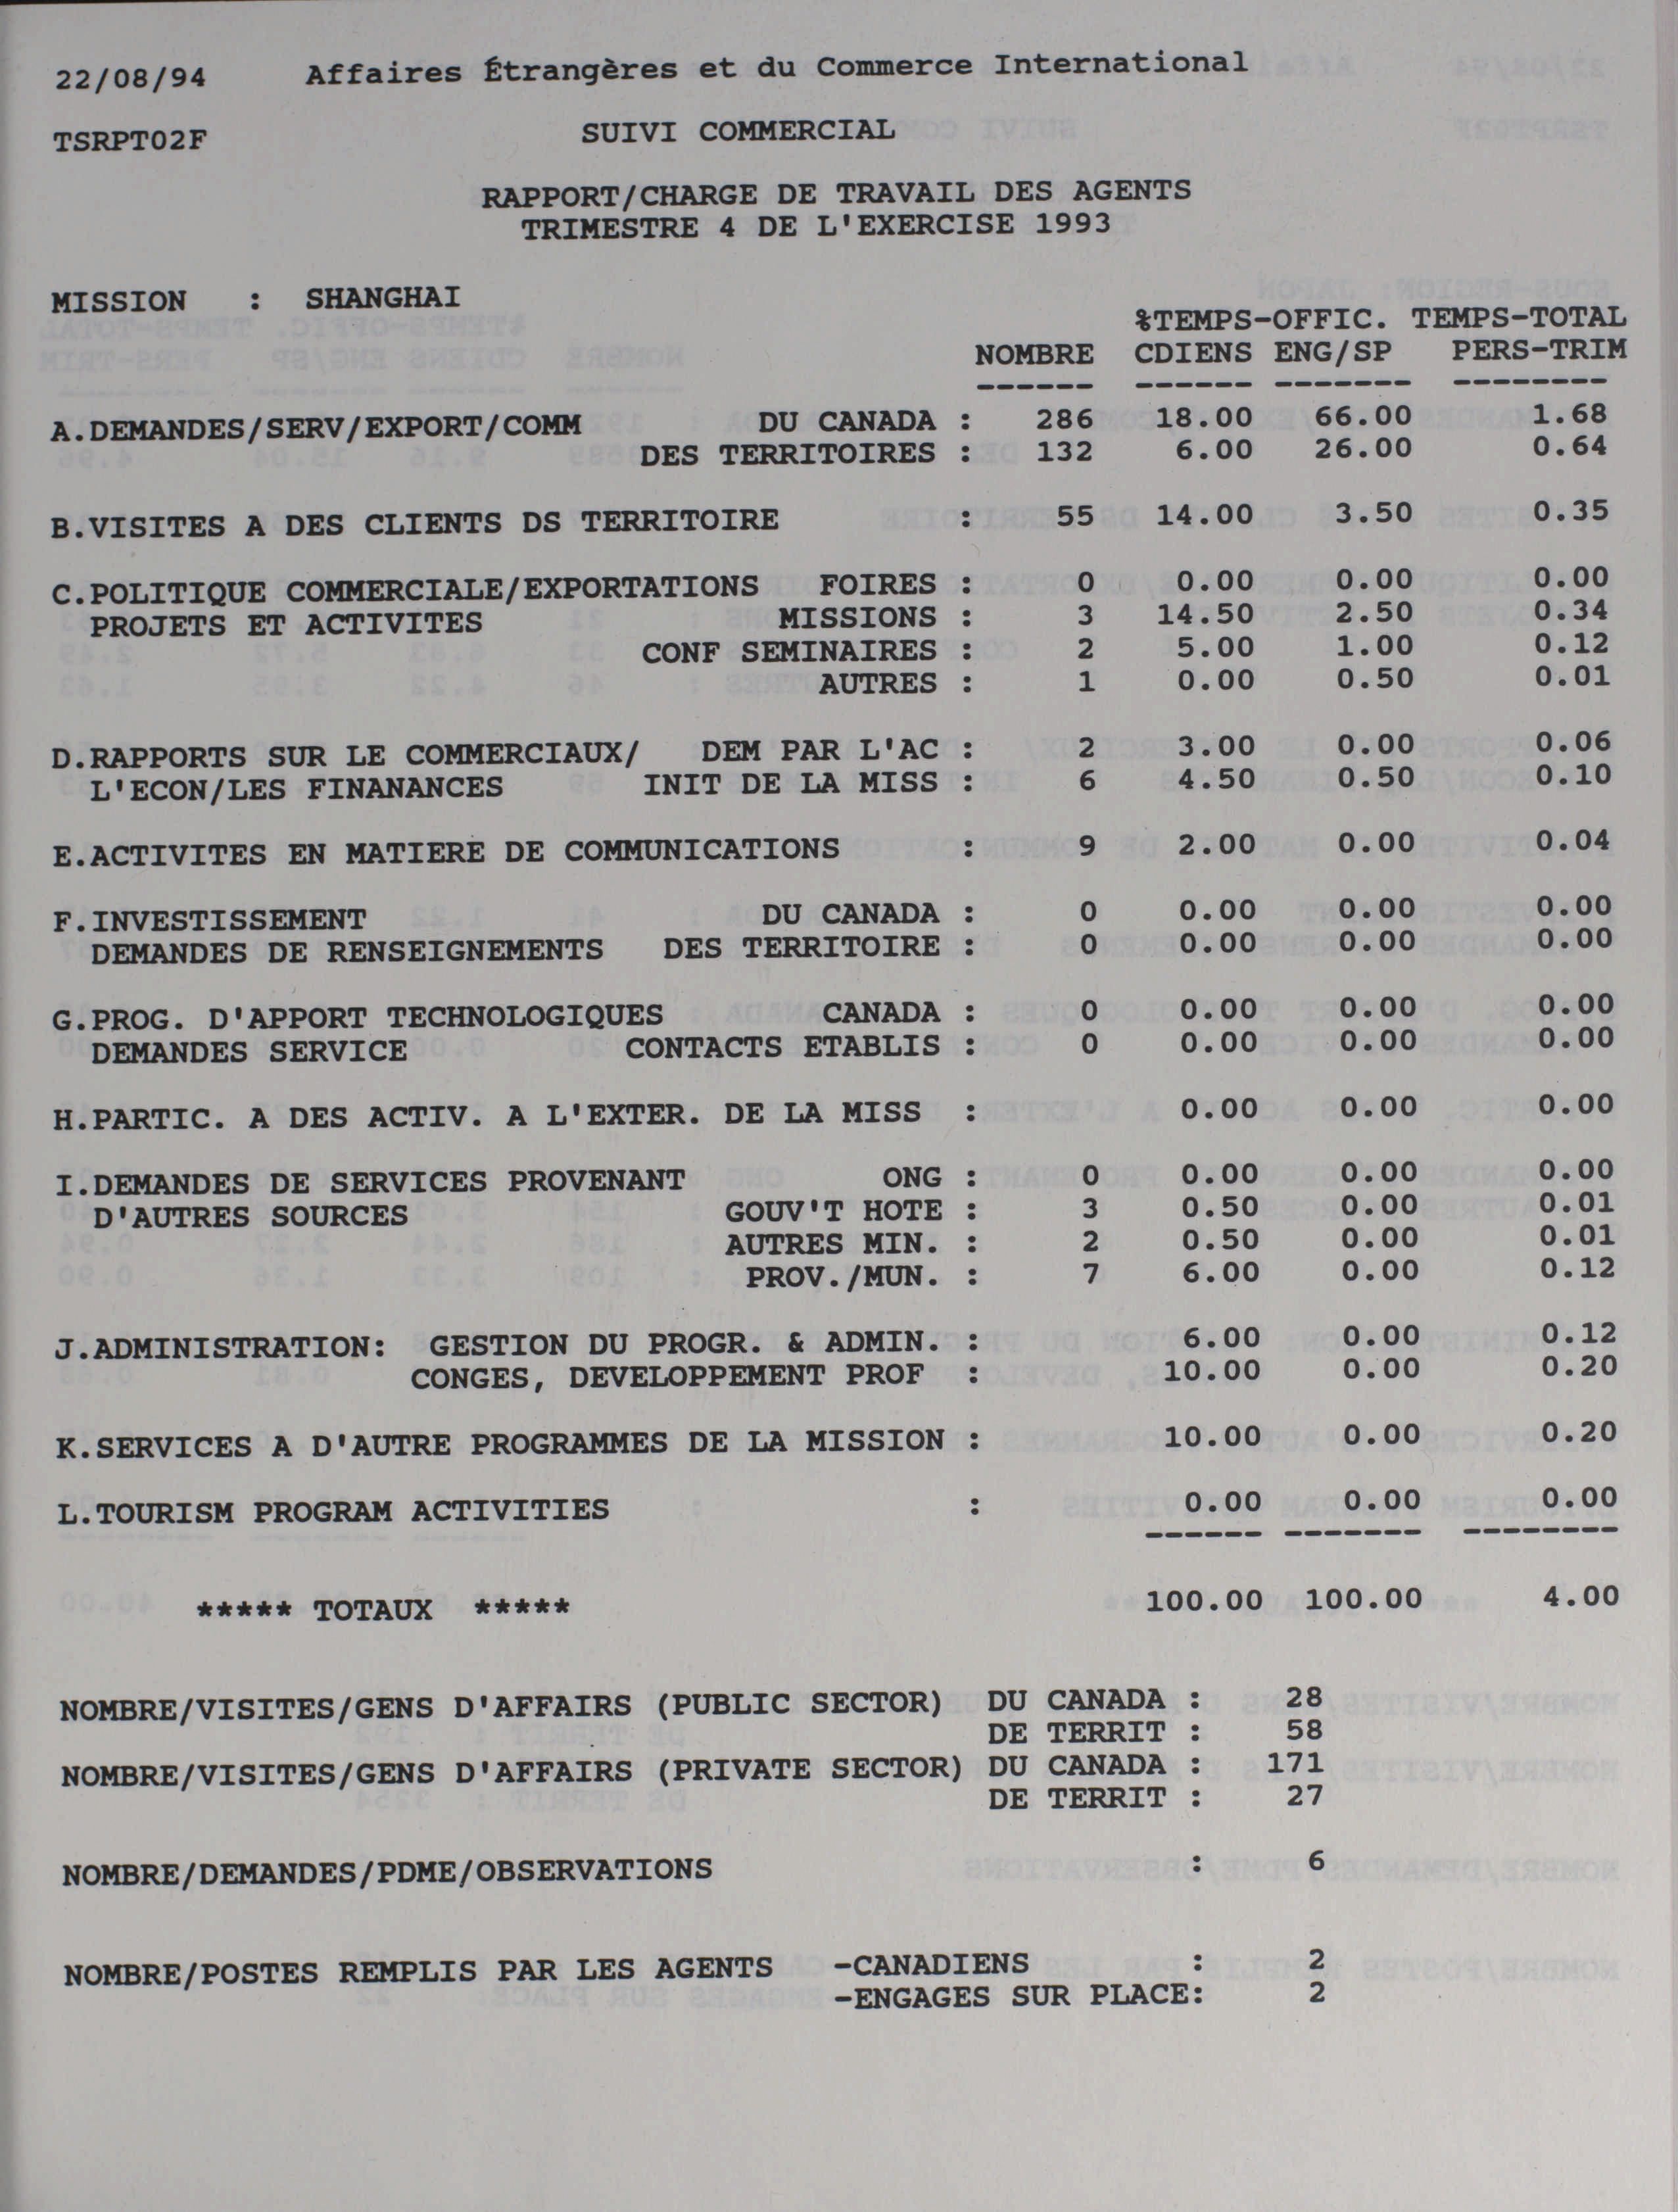 22/08/94 Affaires Étrangères et du Commerce International
TSRPT02F SUIVI COMMERCIAL
RAPPORT/CHARGE DE TRAVAIL DES AGENTS
TRIMESTRE 4 DE L'EXERCISE 1993
MISSION : SHANGHAI
%TEMPS-OFFIC. TEMPS-TOTAL
NOMBRE CDIENS ENG/SP PERS-TRIM
------ ------ ------- --------
A.DEMANDES/SERV/EXPORT/COMM DU CANADA : 286 18.00 66.00 1.68
DES TERRITOIRES : 132 6.00 26.00 0.64
B.VISITES A DES CLIENTS DS TERRITOIRE : 55 14.00 3.50 0.35
C.POLITIQUE COMMERCIALE/EXPORTATIONS FOIRES : 0 0.00 0.00 0.00
PROJETS ET ACTIVITES MISSIONS : 3 14.50 2.50 0.34
CONF SEMINAIRES : 2 5.00 1.00 0.12
AUTRES : 1 0.00 0.50 0.01
D.RAPPORTS SUR LE COMMERCIAUX/ DEM PAR L'AC : 2 3.00 0.00 0.06
L'ECON/LES FINANANCES INIT DE LA MISS : 6 4.50 0.50 0.10
E.ACTIVITES EN MATIERE DE COMMUNICATIONS : 9 2.00 0.00 0.04
F.INVESTISSEMENT DU CANADA : 0 0.00 0.00 0.00
DEMANDES DE RENSEIGNEMENTS DES TERRITOIRE : 0 0.00 0.00 0.00
G.PROG. D'APPORT TECHNOLOGIQUES CANADA : 0 0.00 0.00 0.00
DEMANDES SERVICE CONTACTS ETABLIS : 0 0.00 0.00 0.00
H.PARTIC. A DES ACTIV. A L'EXTER. DE LA MISS : 0.00 0.00 0.00
I.DEMANDES DE SERVICES PROVENANT ONG : 0 0.00 0.00 0.00
D'AUTRES SOURCES GOUV'T HOTE : 3 0.50 0.00 0.01
AUTRES MIN. : 2 0.50 0.00 0.01
PROV./MUN. : 7 6.00 0.00 0.12
J.ADMINISTRATION: GESTION DU PROGR. & ADMIN. : 6.00 0.00 0.12
CONGES, DEVELOPPEMENT PROF : 10.00 0.00 0.20
K.SERVICES A D'AUTRE PROGRAMMES DE LA MISSION : 10.00 0.00 0.20
L.TOURISM PROGRAM ACTIVITIES : 0.00 0.00 0.00
------ ------- --------
***** TOTAUX ***** 100.00 100.00 4.00
NOMBRE/VISITES/GENS D'AFFAIRS (PUBLIC SECTOR) DU CANADA : 28
DE TERRIT : 58
NOMBRE/VISITES/GENS D'AFFAIRS (PRIVATE SECTOR) DU CANADA : 171
DE TERRIT : 27
NOMBRE/DEMANDES/PDME/OBSERVATIONS : 6
NOMBRE/POSTES REMPLIS PAR LES AGENTS -CANADIENS : 2
-ENGAGES SUR PLACE: 2